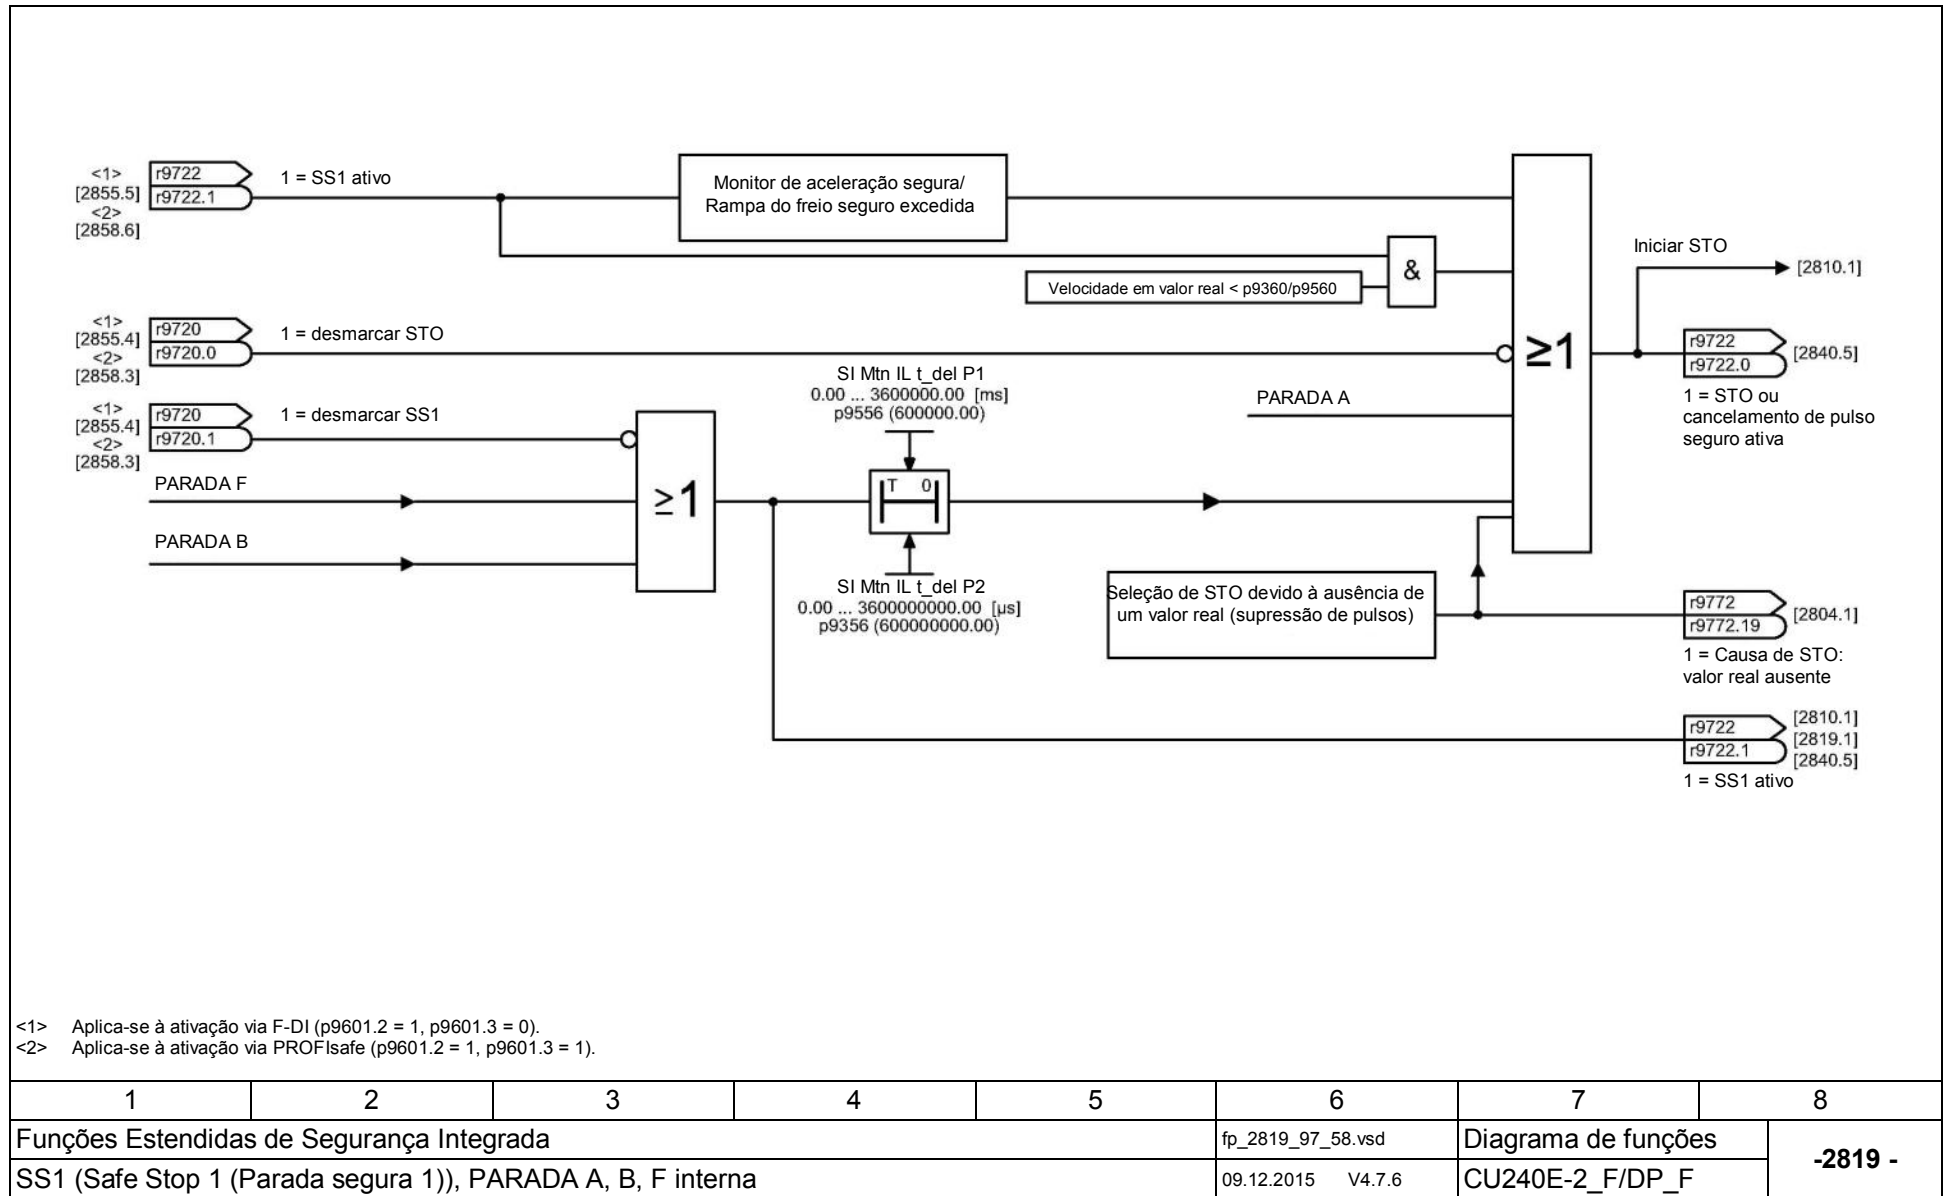 <1>
[2855.5]
<2>
[2858.6]
r9722
r9722.1
1 = SS1 ativo
Monitor de aceleração segura/
Rampa do freio seguro excedida
&
Velocidade em valor real < p9360/p9560
Iniciar STO
[2810.1]
<1>
[2855.4]
<2>
[2858.3]
r9720
r9720.0
1 = desmarcar STO
≥1
r9722
r9722.0
[2840.5]
1 = STO ou
cancelamento de pulso
seguro ativa
SI Mtn IL t_del P1
0.00 ... 3600000.00 [ms]
p9556 (600000.00)
PARADA A
<1>
[2855.4]
<2>
[2858.3]
r9720
r9720.1
1 = desmarcar SS1
PARADA F
PARADA B
≥1
T 0
SI Mtn IL t_del P2
0.00 ... 3600000000.00 [µs]
p9356 (600000000.00)
Seleção de STO devido à ausência de
um valor real (supressão de pulsos)
r9772
r9772.19
[2804.1]
1 = Causa de STO:
valor real ausente
r9722
r9722.1
[2810.1]
[2819.1]
[2840.5]
1 = SS1 ativo
<1> Aplica-se à ativação via F-DI (p9601.2 = 1, p9601.3 = 0).
<2> Aplica-se à ativação via PROFIsafe (p9601.2 = 1, p9601.3 = 1).
1 2 3 4 5 6 7 8
Funções Estendidas de Segurança Integrada
fp_2819_97_58.vsd
Diagrama de funções
-2819 -
SS1 (Safe Stop 1 (Parada segura 1)), PARADA A, B, F interna
09.12.2015 V4.7.6
CU240E-2_F/DP_F